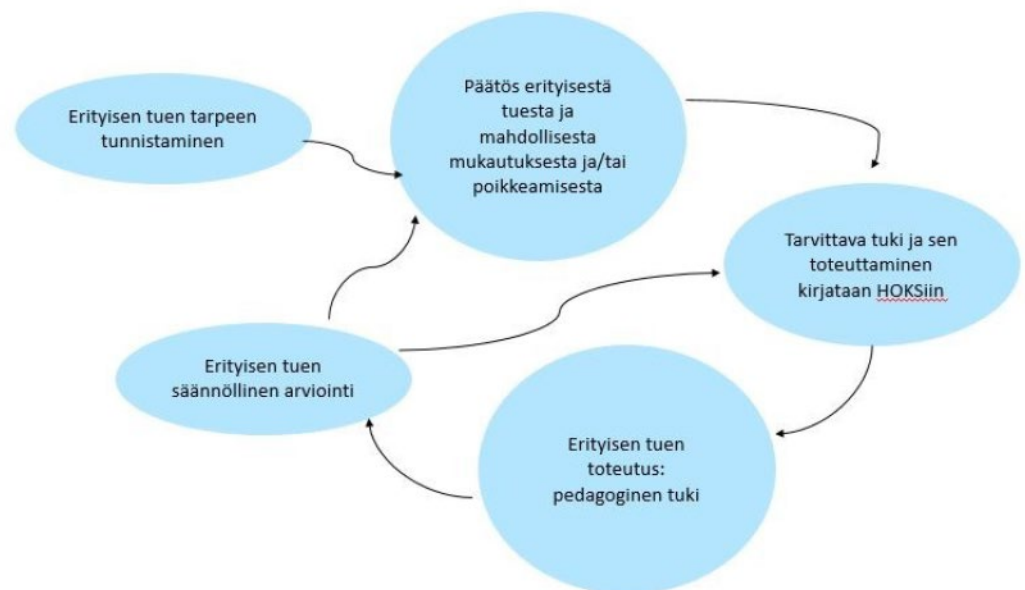 Erityisen tuen tarpeen
tunnistaminen
Päätös erityisestä
tuesta ja
mahdollisesta
mukautuksesta ja/tai
poikkeamisesta
Tarvittava tuki ja sen
toteuttaminen
kirjataan HOKSiin
Erityisen tuen
toteutus:
pedagoginen tuki
Erityisen tuen
säännöllinen arviointi